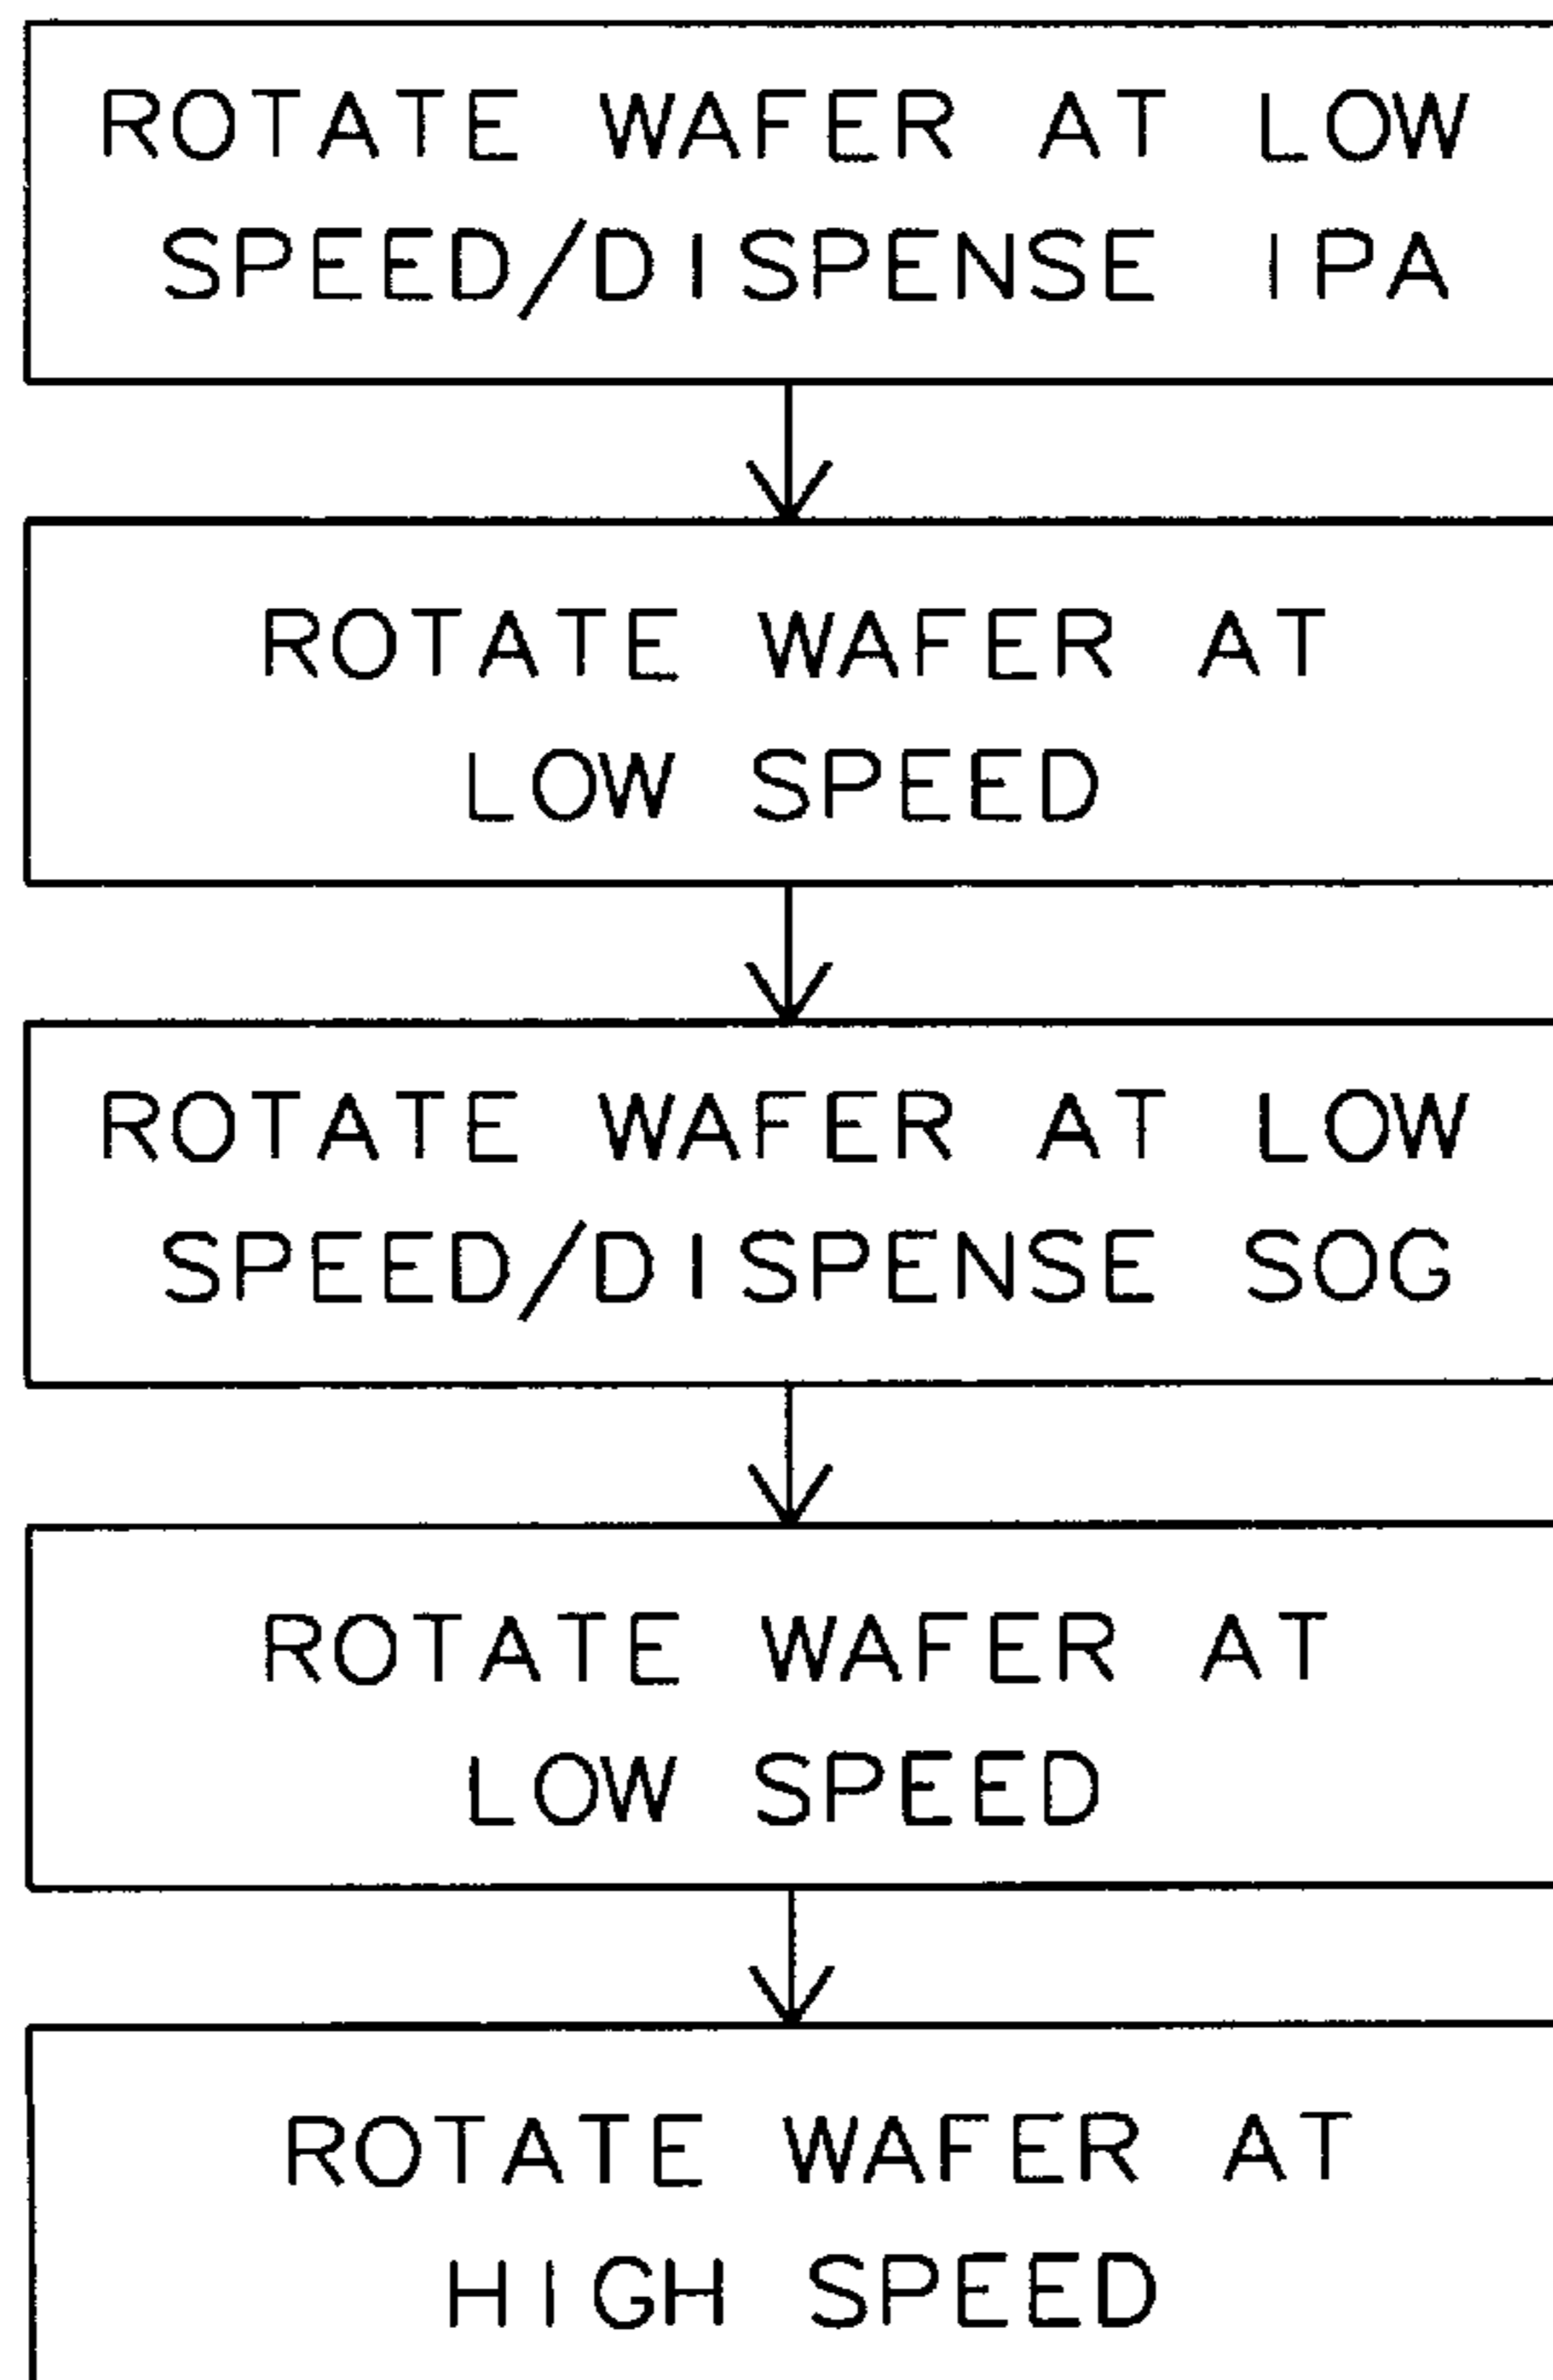 ROTATE WAFER AT LOW
SPEED/DISPENSE IPA
ROTATE WAFER AT
LOW SPEED
ROTATE WAFER AT LOW
SPEED/DISPENSE SOG
ROTATE WAFER AT
LOW SPEED
ROTATE WAFER AT
HIGH SPEED